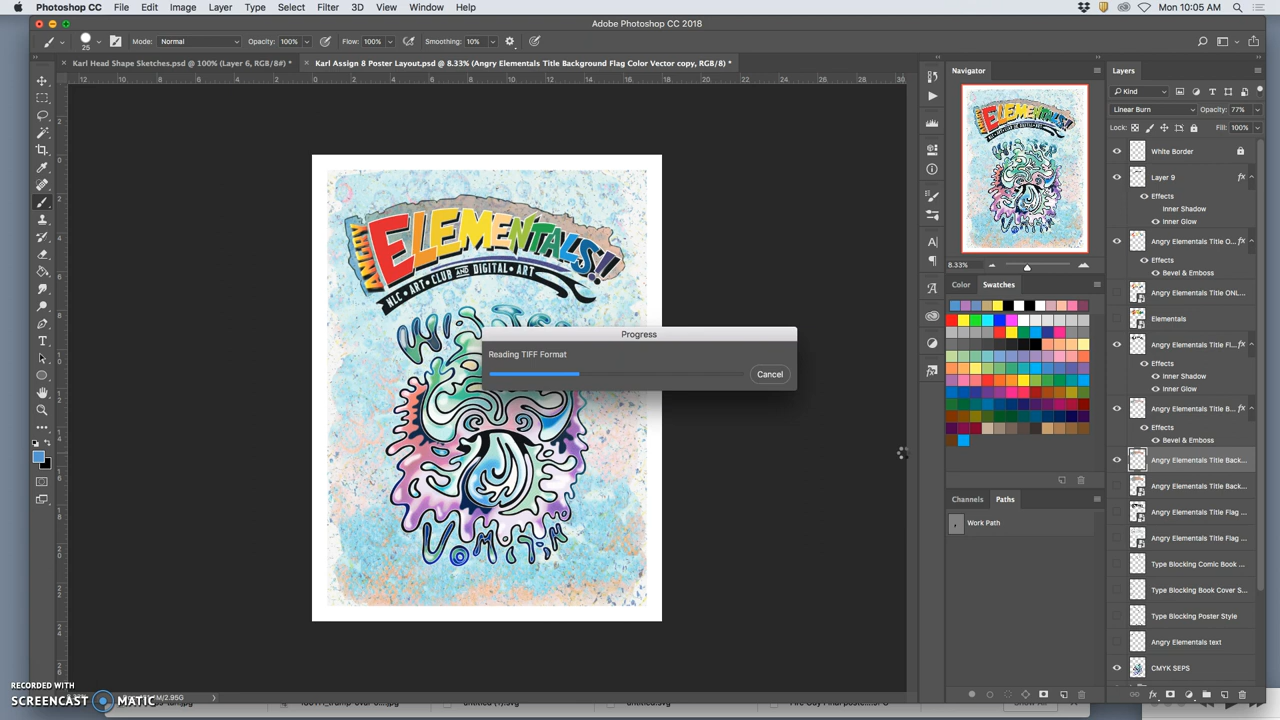 Photoshop CC File Edit Image Layer Type Select Filter 3D View Window Help Mon 10:05 AM
Adobe Photoshop CC 2018
25 Mode: Normal Opacity: 100% Flow: 100% Smoothing: 10%
Karl Head Shape Sketches.psd @ 100% (Layer 6, RGB/8#) *
Karl Assign 8 Poster Layout.psd @ 8.33% (Angry Elementals Title Background Flag Color Vector copy, RGB/8) *
ANGRY
ELEMENTALS!!
NLC • ART • CLUB AND DIGITAL • ART
VOMITN
Progress
Reading TIFF Format
Cancel
Navigator
8.33%
Color Swatches
Channels Paths
Work Path
Layers
Kind
Linear Burn Opacity: 77%
Lock: Fill: 100%
White Border
Layer 9 fx
Effects
Inner Shadow
Inner Glow
Angry Elementals Title O... fx
Effects
Bevel & Emboss
Angry Elementals Title ONL...
Elementals
Angry Elementals Title Fl... fx
Effects
Inner Shadow
Inner Glow
Angry Elementals Title B... fx
Effects
Bevel & Emboss
Angry Elementals Title Back...
Angry Elementals Title Back...
Angry Elementals Title Flag ...
Angry Elementals Title Flag ...
Type Blocking Comic Book ...
Type Blocking Book Cover S...
Type Blocking Poster Style
Angry Elementals text
CMYK SEPS
RECORDED WITH
SCREENCAST MATIC